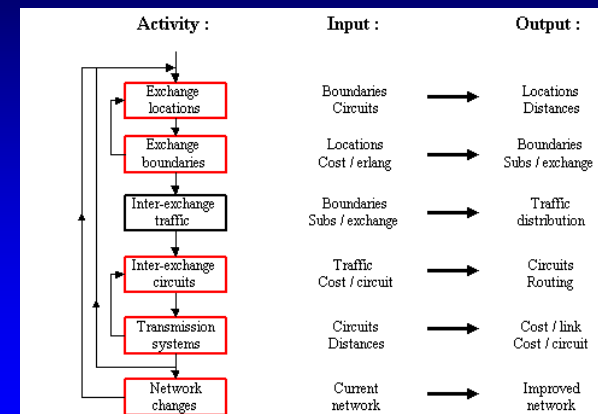 Activity : Input : Output :
Exchange Boundaries Locations
locations Circuits Distances
Exchange Locations Boundaries
boundaries Cost / erlang Subs / exchange
Inter-exchange Boundaries Traffic
traffic Subs / exchange distribution
Inter-exchange Traffic Circuits
circuits Cost / circuit Routing
Transmission Circuits Cost / link
systems Distances Cost / circuit
Network Current Improved
changes network network